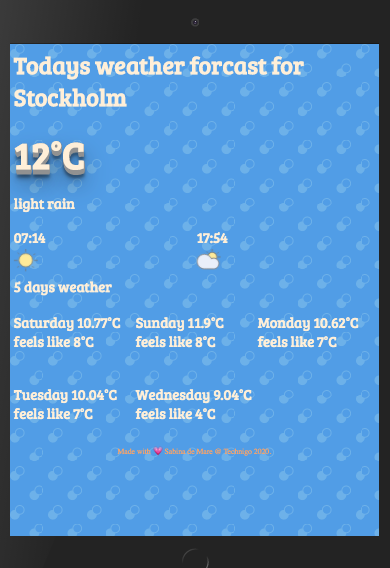 Todays weather forcast for
Stockholm
12°C
light rain
07:14 17:54
5 days weather
Saturday 10.77°C Sunday 11.9°C Monday 10.62°C
feels like 8°C feels like 8°C feels like 7°C
Tuesday 10.04°C Wednesday 9.04°C
feels like 7°C feels like 4°C
Made with 💗 Sabina de Mars @ Technigo 2020